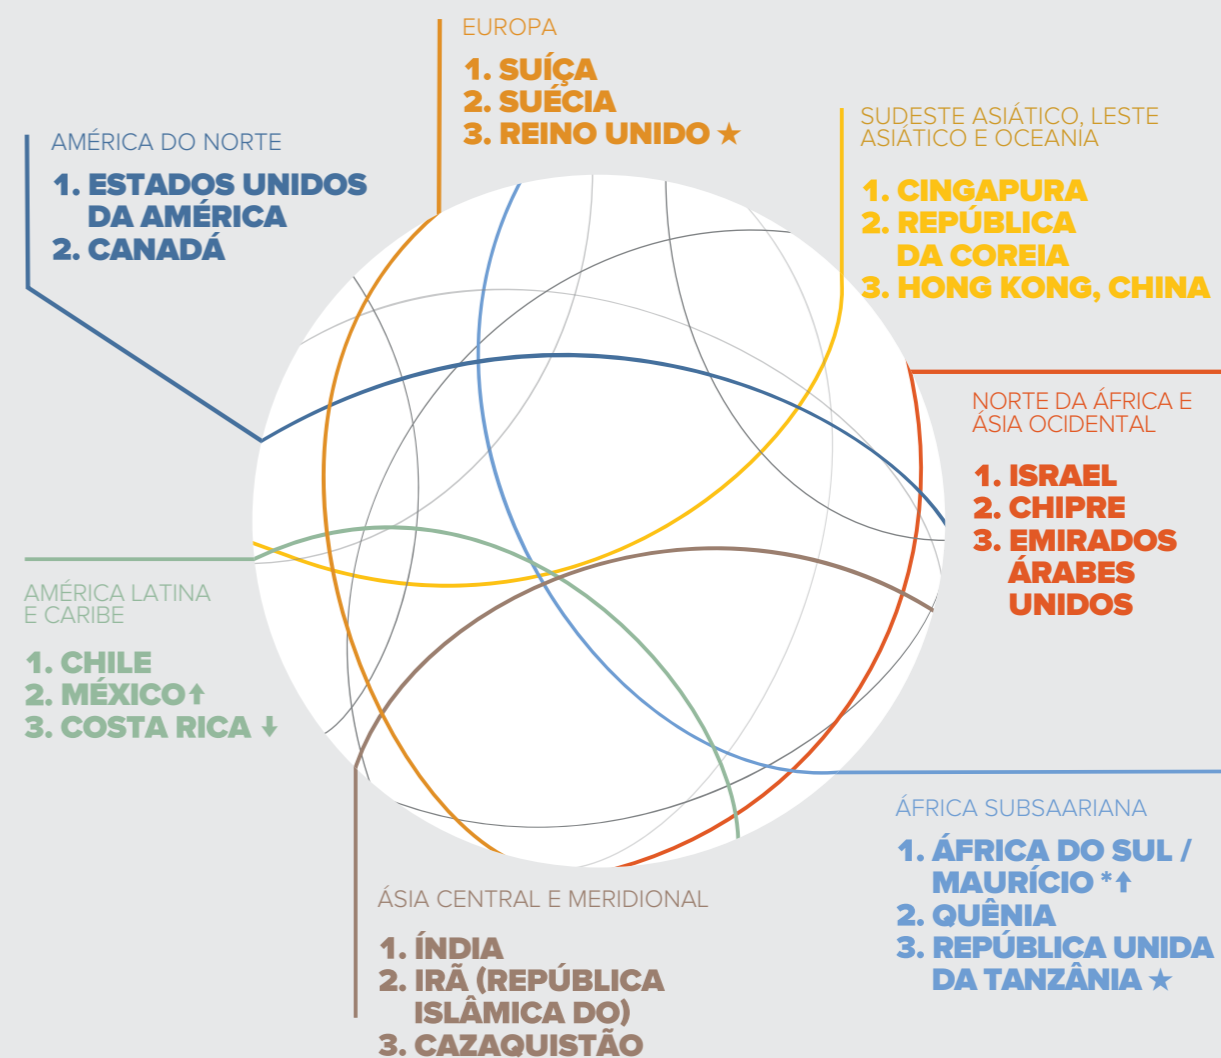 EUROPA
1. SUÍÇA
2. SUÉCIA
3. REINO UNIDO ★
AMÉRICA DO NORTE
1. ESTADOS UNIDOS
DA AMÉRICA
2. CANADÁ
SUDESTE ASIÁTICO, LESTE
ASIÁTICO E OCEANIA
1. CINGAPURA
2. REPÚBLICA
DA COREIA
3. HONG KONG, CHINA
NORTE DA ÁFRICA E
ÁSIA OCIDENTAL
1. ISRAEL
2. CHIPRE
3. EMIRADOS
ÁRABES
UNIDOS
AMÉRICA LATINA
E CARIBE
1. CHILE
2. MÉXICO ↑
3. COSTA RICA ↓
ÁFRICA SUBSAARIANA
1. ÁFRICA DO SUL /
MAURÍCIO * ↑
2. QUÊNIA
3. REPÚBLICA UNIDA
DA TANZÂNIA ★
ÁSIA CENTRAL E MERIDIONAL
1. ÍNDIA
2. IRÃ (REPÚBLICA
ISLÂMICA DO)
3. CAZAQUISTÃO